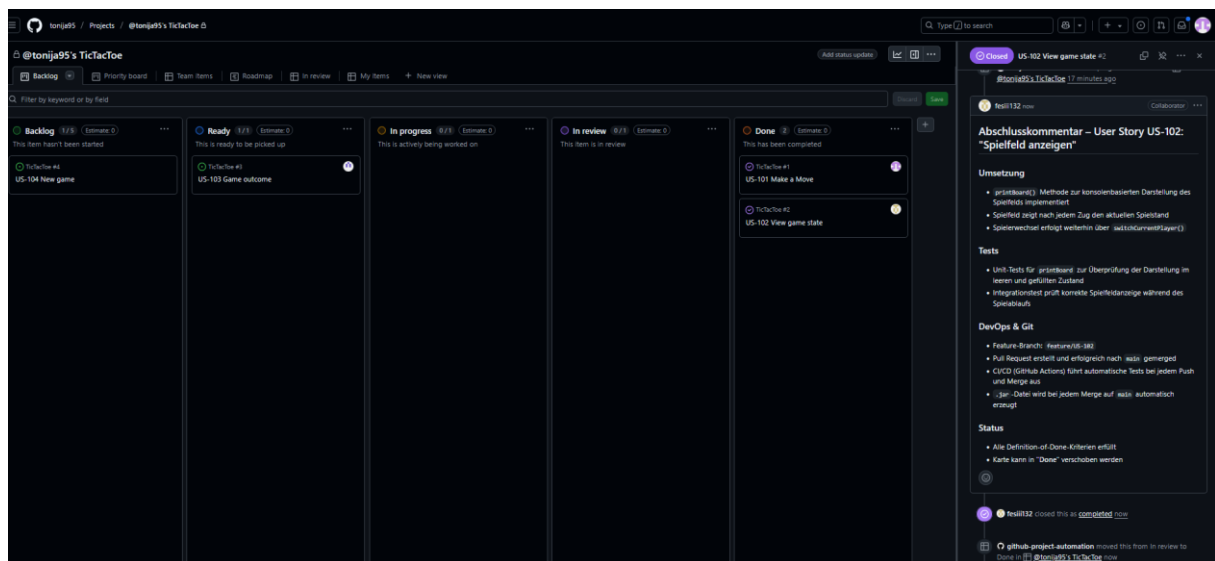 tonija95 / Projects / @tonija95's TicTacToe
Type / to search
@tonija95's TicTacToe
Add status update
Backlog
Priority board
Team items
Roadmap
In review
My items
+ New view
Filter by keyword or by field
Discard
Save
Backlog 1/5 Estimate: 0
This item hasn't been started
TicTacToe #4
US-104 New game
Ready 1/1 Estimate: 0
This is ready to be picked up
TicTacToe #3
US-103 Game outcome
In progress 0/1 Estimate: 0
This is actively being worked on
In review 0/1 Estimate: 0
This item is in review
Done 2 Estimate: 0
This has been completed
TicTacToe #1
US-101 Make a Move
TicTacToe #2
US-102 View game state
Closed US-102 View game state #2
@tonija95's TicTacToe 17 minutes ago
fesiii132 now
Collaborator
Abschlusskommentar – User Story US-102:
"Spielfeld anzeigen"
Umsetzung
• printBoard() Methode zur konsolenbasierten Darstellung des
Spielfelds implementiert
• Spielfeld zeigt nach jedem Zug den aktuellen Spielstand
• Spielerwechsel erfolgt weiterhin über switchCurrentPlayer()
Tests
• Unit-Tests für printBoard zur Überprüfung der Darstellung im
leeren und gefüllten Zustand
• Integrationstest prüft korrekte Spielfeldanzeige während des
Spielablaufs
DevOps & Git
• Feature-Branch: feature/US-102
• Pull Request erstellt und erfolgreich nach main gemerged
• CI/CD (GitHub Actions) führt automatische Tests bei jedem Push
und Merge aus
• .jar-Datei wird bei jedem Merge auf main automatisch
erzeugt
Status
• Alle Definition-of-Done-Kriterien erfüllt
• Karte kann in "Done" verschoben werden
fesiii132 closed this as completed now
github-project-automation moved this from In review to
Done in @tonija95's TicTacToe now